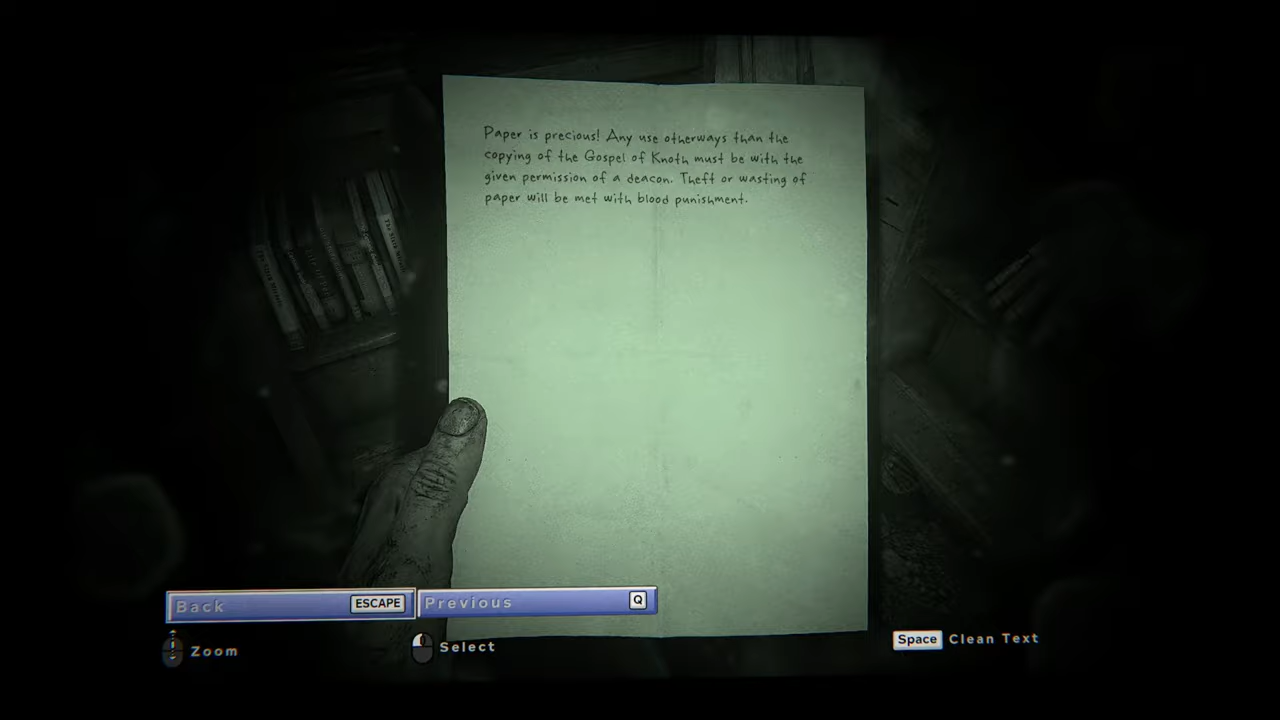 Paper is precious! Any use otherways than the
copying of the Gospel of Knoth must be with the
given permission of a deacon. Theft or wasting of
paper will be met with blood punishment.
Back ESCAPE Previous Q
Zoom Select Space Clean Text